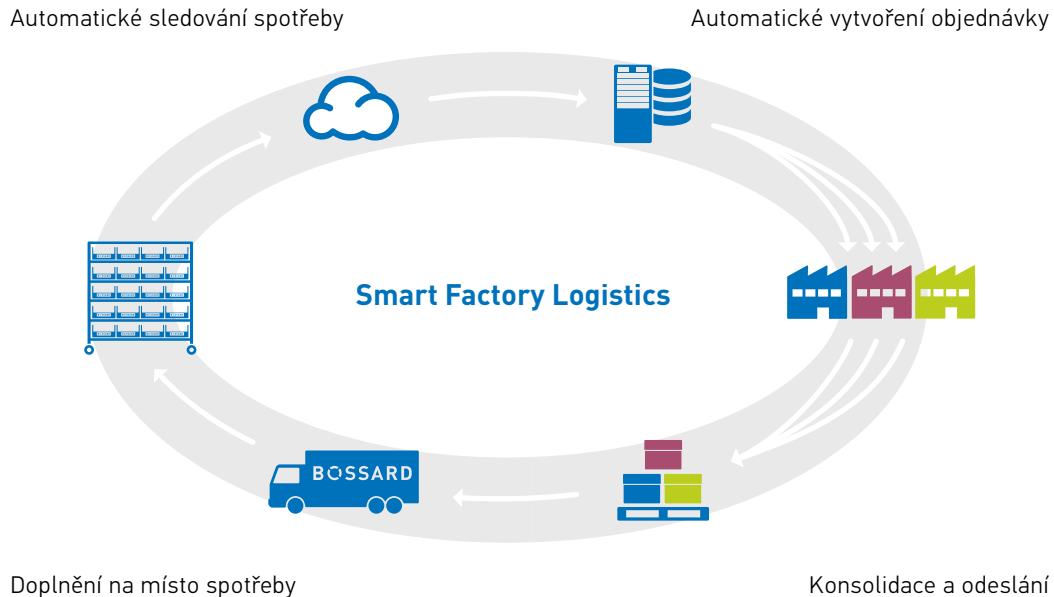 Automatické sledování spotřeby
Automatické vytvoření objednávky
Smart Factory Logistics
BOSSARD
Doplnění na místo spotřeby
Konsolidace a odeslání